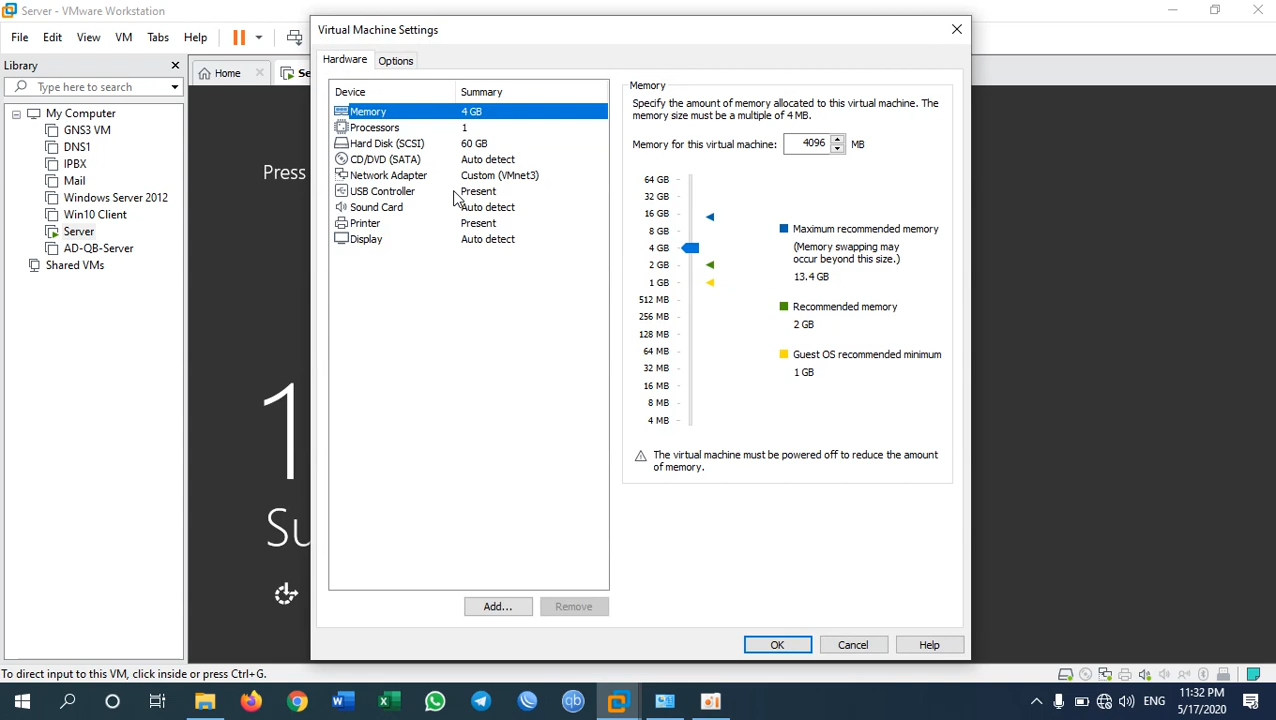 Server - VMware Workstation
File Edit View VM Tabs Help
Library
Type here to search
My Computer
GNS3 VM
DNS1
IPBX
Mail
Windows Server 2012
Win10 Client
Server
AD-QB-Server
Shared VMs
Home
Se
Press
1
Su
Virtual Machine Settings
Hardware Options
Device Summary
Memory 4 GB
Processors 1
Hard Disk (SCSI) 60 GB
CD/DVD (SATA) Auto detect
Network Adapter Custom (VMnet3)
USB Controller Present
Sound Card Auto detect
Printer Present
Display Auto detect
Add... Remove
Memory
Specify the amount of memory allocated to this virtual machine. The
memory size must be a multiple of 4 MB.
Memory for this virtual machine: 4096 MB
64 GB
32 GB
16 GB
8 GB
4 GB
2 GB
1 GB
512 MB
256 MB
128 MB
64 MB
32 MB
16 MB
8 MB
4 MB
Maximum recommended memory
(Memory swapping may
occur beyond this size.)
13.4 GB
Recommended memory
2 GB
Guest OS recommended minimum
1 GB
The virtual machine must be powered off to reduce the amount
of memory.
OK Cancel Help
To direct input to this VM, click inside or press Ctrl+G.
W
X
qb
ENG
11:32 PM
5/17/2020